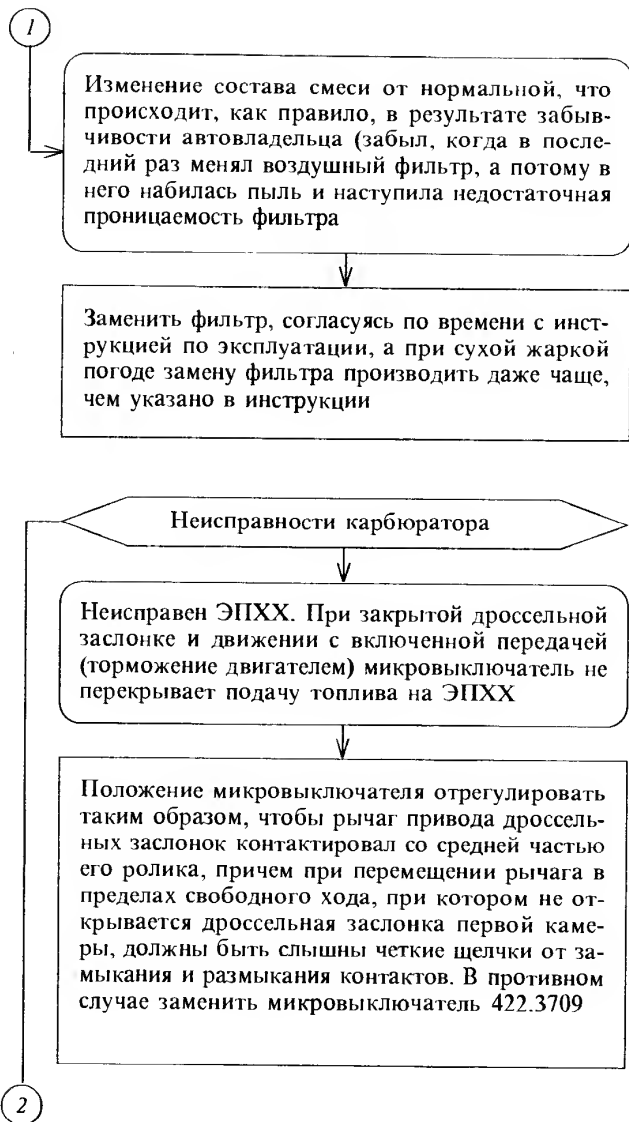 1
Изменение состава смеси от нормальной, что
происходит, как правило, в результате забыв-
чивости автовладельца (забыл, когда в после-
дний раз менял воздушный фильтр, а потому в
него набилась пыль и наступила недостаточная
проницаемость фильтра
Заменить фильтр, согласуясь по времени с инст-
рукцией по эксплуатации, а при сухой жаркой
погоде замену фильтра производить даже чаще,
чем указано в инструкции
Неисправности карбюратора
Неисправен ЭПХХ. При закрытой дроссельной
заслонке и движении с включенной передачей
(торможение двигателем) микровыключатель не
перекрывает подачу топлива на ЭПХХ
Положение микровыключателя отрегулировать
таким образом, чтобы рычаг привода дроссель-
ных заслонок контактировал со средней частью
его ролика, причем при перемещении рычага в
пределах свободного хода, при котором не от-
крывается дроссельная заслонка первой каме-
ры, должны быть слышны четкие щелчки от за-
мыкания и размыкания контактов. В противном
случае заменить микровыключатель 422.3709
2